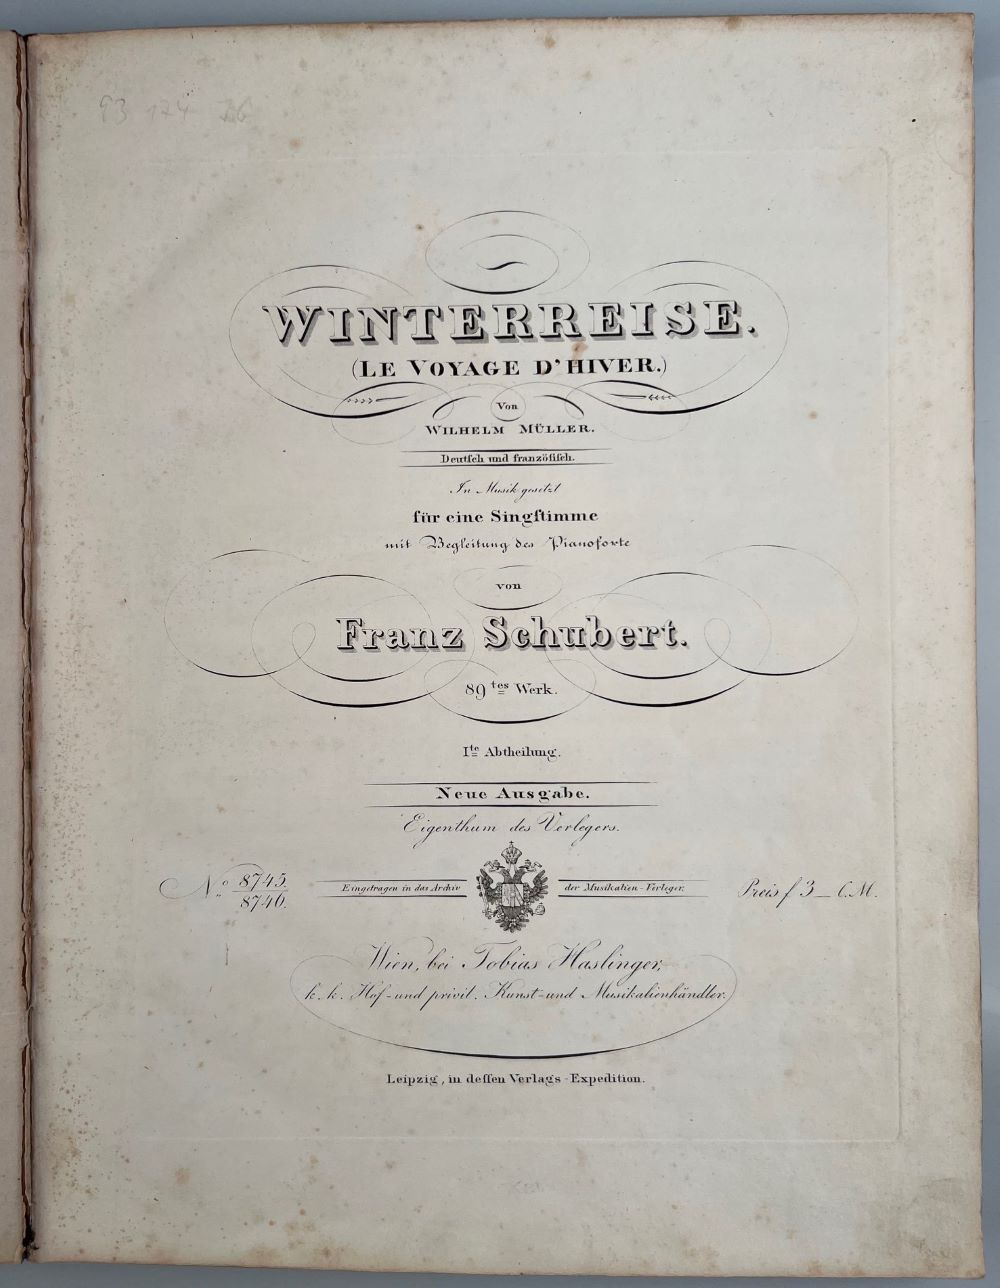 93 174
WINTERREISE.
(LE VOYAGE D'HIVER.)
Von
WILHELM MÜLLER.
Deutſch und franzöſiſch.
In Musik gesetzt
für eine Singſtimme
mit Begleitung des Pianoforte
von
Franz Schubert.
89tes Werk.
Ite Abtheilung.
Neue Ausgabe.
Eigenthum des Verlegers.
No 8745.
8746.
Eingetragen in das Archiv der Musikalien-Verleger.
Preis f 3 _ C.M.
Wien, bei Tobias Haslinger,
k. k. Hof-und privil. Kunst-und Musikalienhändler.
Leipzig, in deſſen Verlags-Expedition.